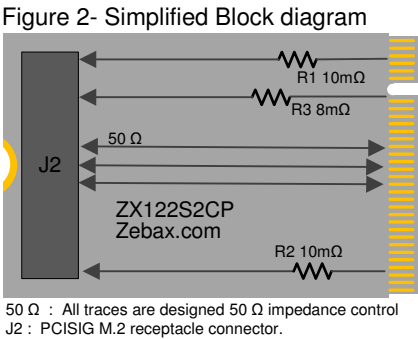 Figure 2- Simplified Block diagram
R1 10mΩ
R3 8mΩ
50 Ω
J2
ZX122S2CP
Zebax.com
R2 10mΩ
50 Ω : All traces are designed 50 Ω impedance control
J2 : PCISIG M.2 receptacle connector.